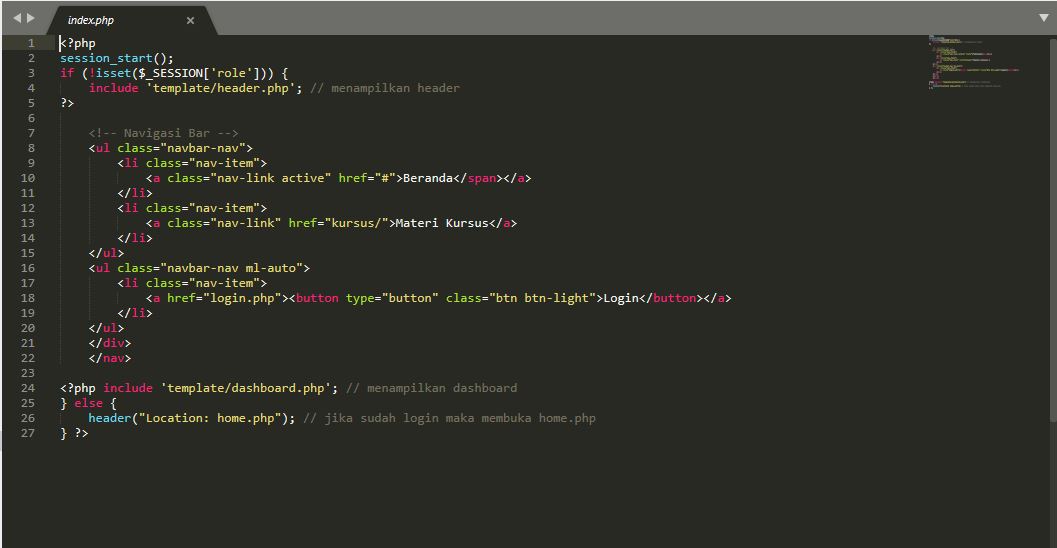 index.php ×
1 <?php
2 session_start();
3 if (!isset($_SESSION['role'])) {
4     include 'template/header.php'; // menampilkan header
5 ?>
6
7     <!-- Navigasi Bar -->
8     <ul class="navbar-nav">
9         <li class="nav-item">
10             <a class="nav-link active" href="#">Beranda</span></a>
11         </li>
12         <li class="nav-item">
13             <a class="nav-link" href="kursus/">Materi Kursus</a>
14         </li>
15     </ul>
16     <ul class="navbar-nav ml-auto">
17         <li class="nav-item">
18             <a href="login.php"><button type="button" class="btn btn-light">Login</button></a>
19         </li>
20     </ul>
21     </div>
22     </nav>
23
24 <?php include 'template/dashboard.php'; // menampilkan dashboard
25 } else {
26     header("Location: home.php"); // jika sudah login maka membuka home.php
27 } ?>